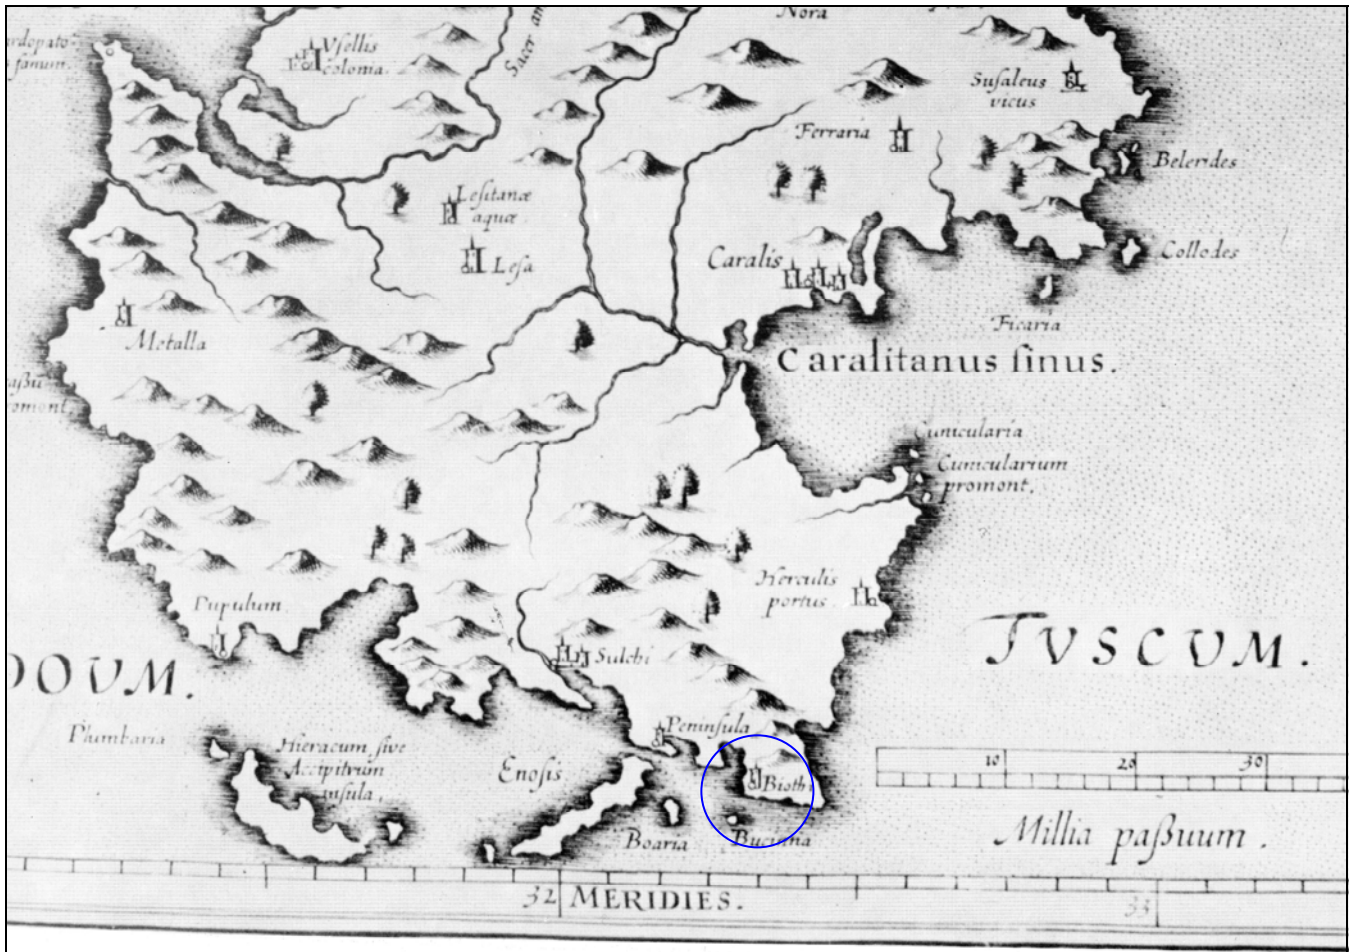 Nora
Vſellis
colonia.
Sacer
Suſaleus
vicus
Ferraria
Belerides
Leſitanæ
aquæ
Leſa
Caralis
Collodes
Ficaria
Metalla
Caralitanus ſinus.
Cunicularia
Cunicularium
promont.
Herculis
portus.
Pupulum.
Sulchi
TVSCVM.
Plumbaria
Hieracum ſive
Accipitrum
inſula.
Enoſis
Peninſula
Boaria
10 20 30
Millia paßuum.
32 MERIDIES. 33